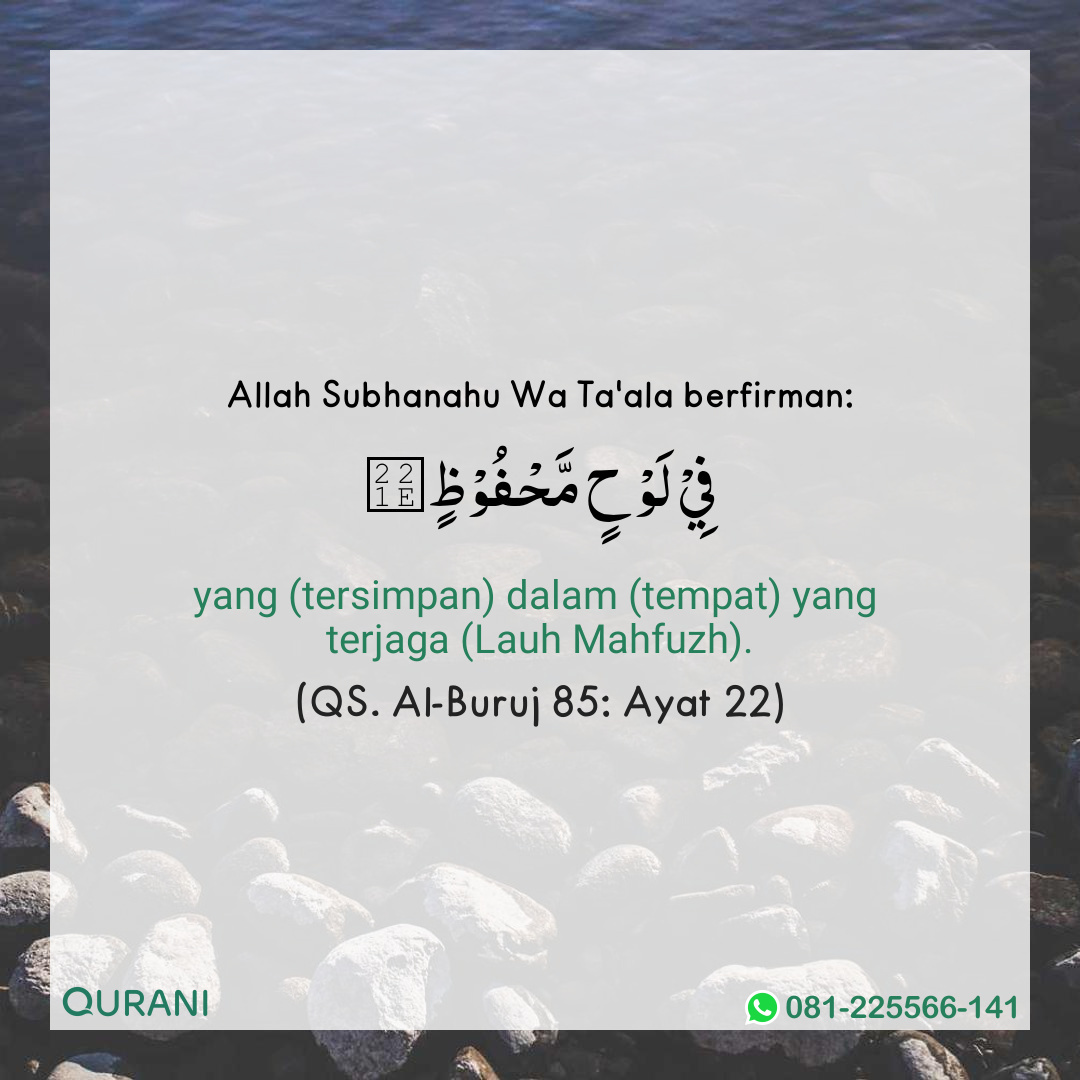 Allah Subhanahu Wa Ta'ala berfirman:
فِيْ لَوْحٍ مَّحْفُوْظٍ
yang (tersimpan) dalam (tempat) yang
terjaga (Lauh Mahfuzh).
(QS. Al-Buruj 85: Ayat 22)
QURANI
081-225566-141